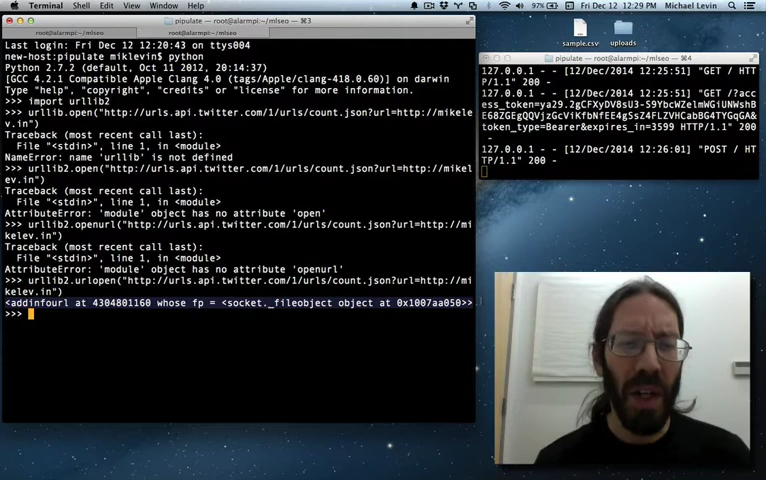 Terminal Shell Edit View Window Help
97% Fri Dec 12 12:29 PM Michael Levin
pipulate — root@alarmpi:~/mlseo — ⌘3
root@alarmpi:~/mlseo root@alarmpi:~/mlseo
Last login: Fri Dec 12 12:20:43 on ttys004
new-host:pipulate miklevin$ python
Python 2.7.2 (default, Oct 11 2012, 20:14:37)
[GCC 4.2.1 Compatible Apple Clang 4.0 (tags/Apple/clang-418.0.60)] on darwin
Type "help", "copyright", "credits" or "license" for more information.
>>> import urllib2
>>> urllib.open("http://urls.api.twitter.com/1/urls/count.json?url=http://mikele
v.in")
Traceback (most recent call last):
  File "<stdin>", line 1, in <module>
NameError: name 'urllib' is not defined
>>> urllib2.open("http://urls.api.twitter.com/1/urls/count.json?url=http://mikel
ev.in")
Traceback (most recent call last):
  File "<stdin>", line 1, in <module>
AttributeError: 'module' object has no attribute 'open'
>>> urllib2.openurl("http://urls.api.twitter.com/1/urls/count.json?url=http://mi
kelev.in")
Traceback (most recent call last):
  File "<stdin>", line 1, in <module>
AttributeError: 'module' object has no attribute 'openurl'
>>> urllib2.urlopen("http://urls.api.twitter.com/1/urls/count.json?url=http://mi
kelev.in")
<addinfourl at 4304801160 whose fp = <socket._fileobject object at 0x1007aa050>>
>>>
sample.csv uploads
pipulate — root@alarmpi:~/mlseo — ⌘4
127.0.0.1 - - [12/Dec/2014 12:25:51] "GET / HTT
P/1.1" 200 -
127.0.0.1 - - [12/Dec/2014 12:25:51] "GET /?acc
-
127.0.0.1 - - [12/Dec/2014 12:26:01] "POST / HT
TP/1.1" 200 -